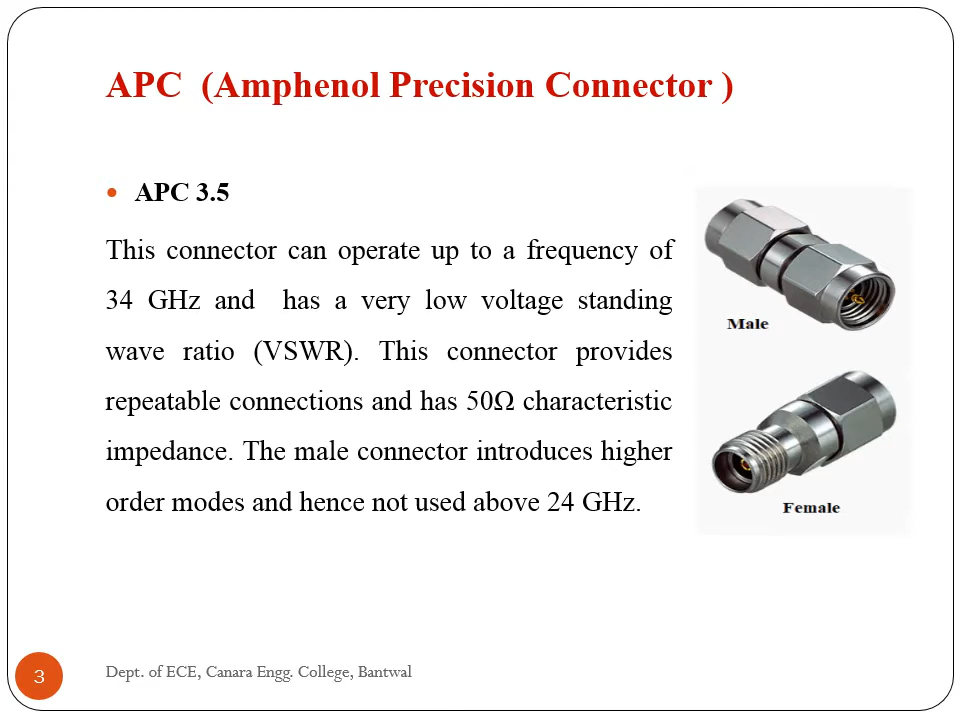 APC  (Amphenol Precision Connector )
• APC 3.5
This connector can operate up to a frequency of
34 GHz and  has a very low voltage standing
wave ratio (VSWR). This connector provides
repeatable connections and has 50Ω characteristic
impedance. The male connector introduces higher
order modes and hence not used above 24 GHz.
Male
Female
3
Dept. of ECE, Canara Engg. College, Bantwal